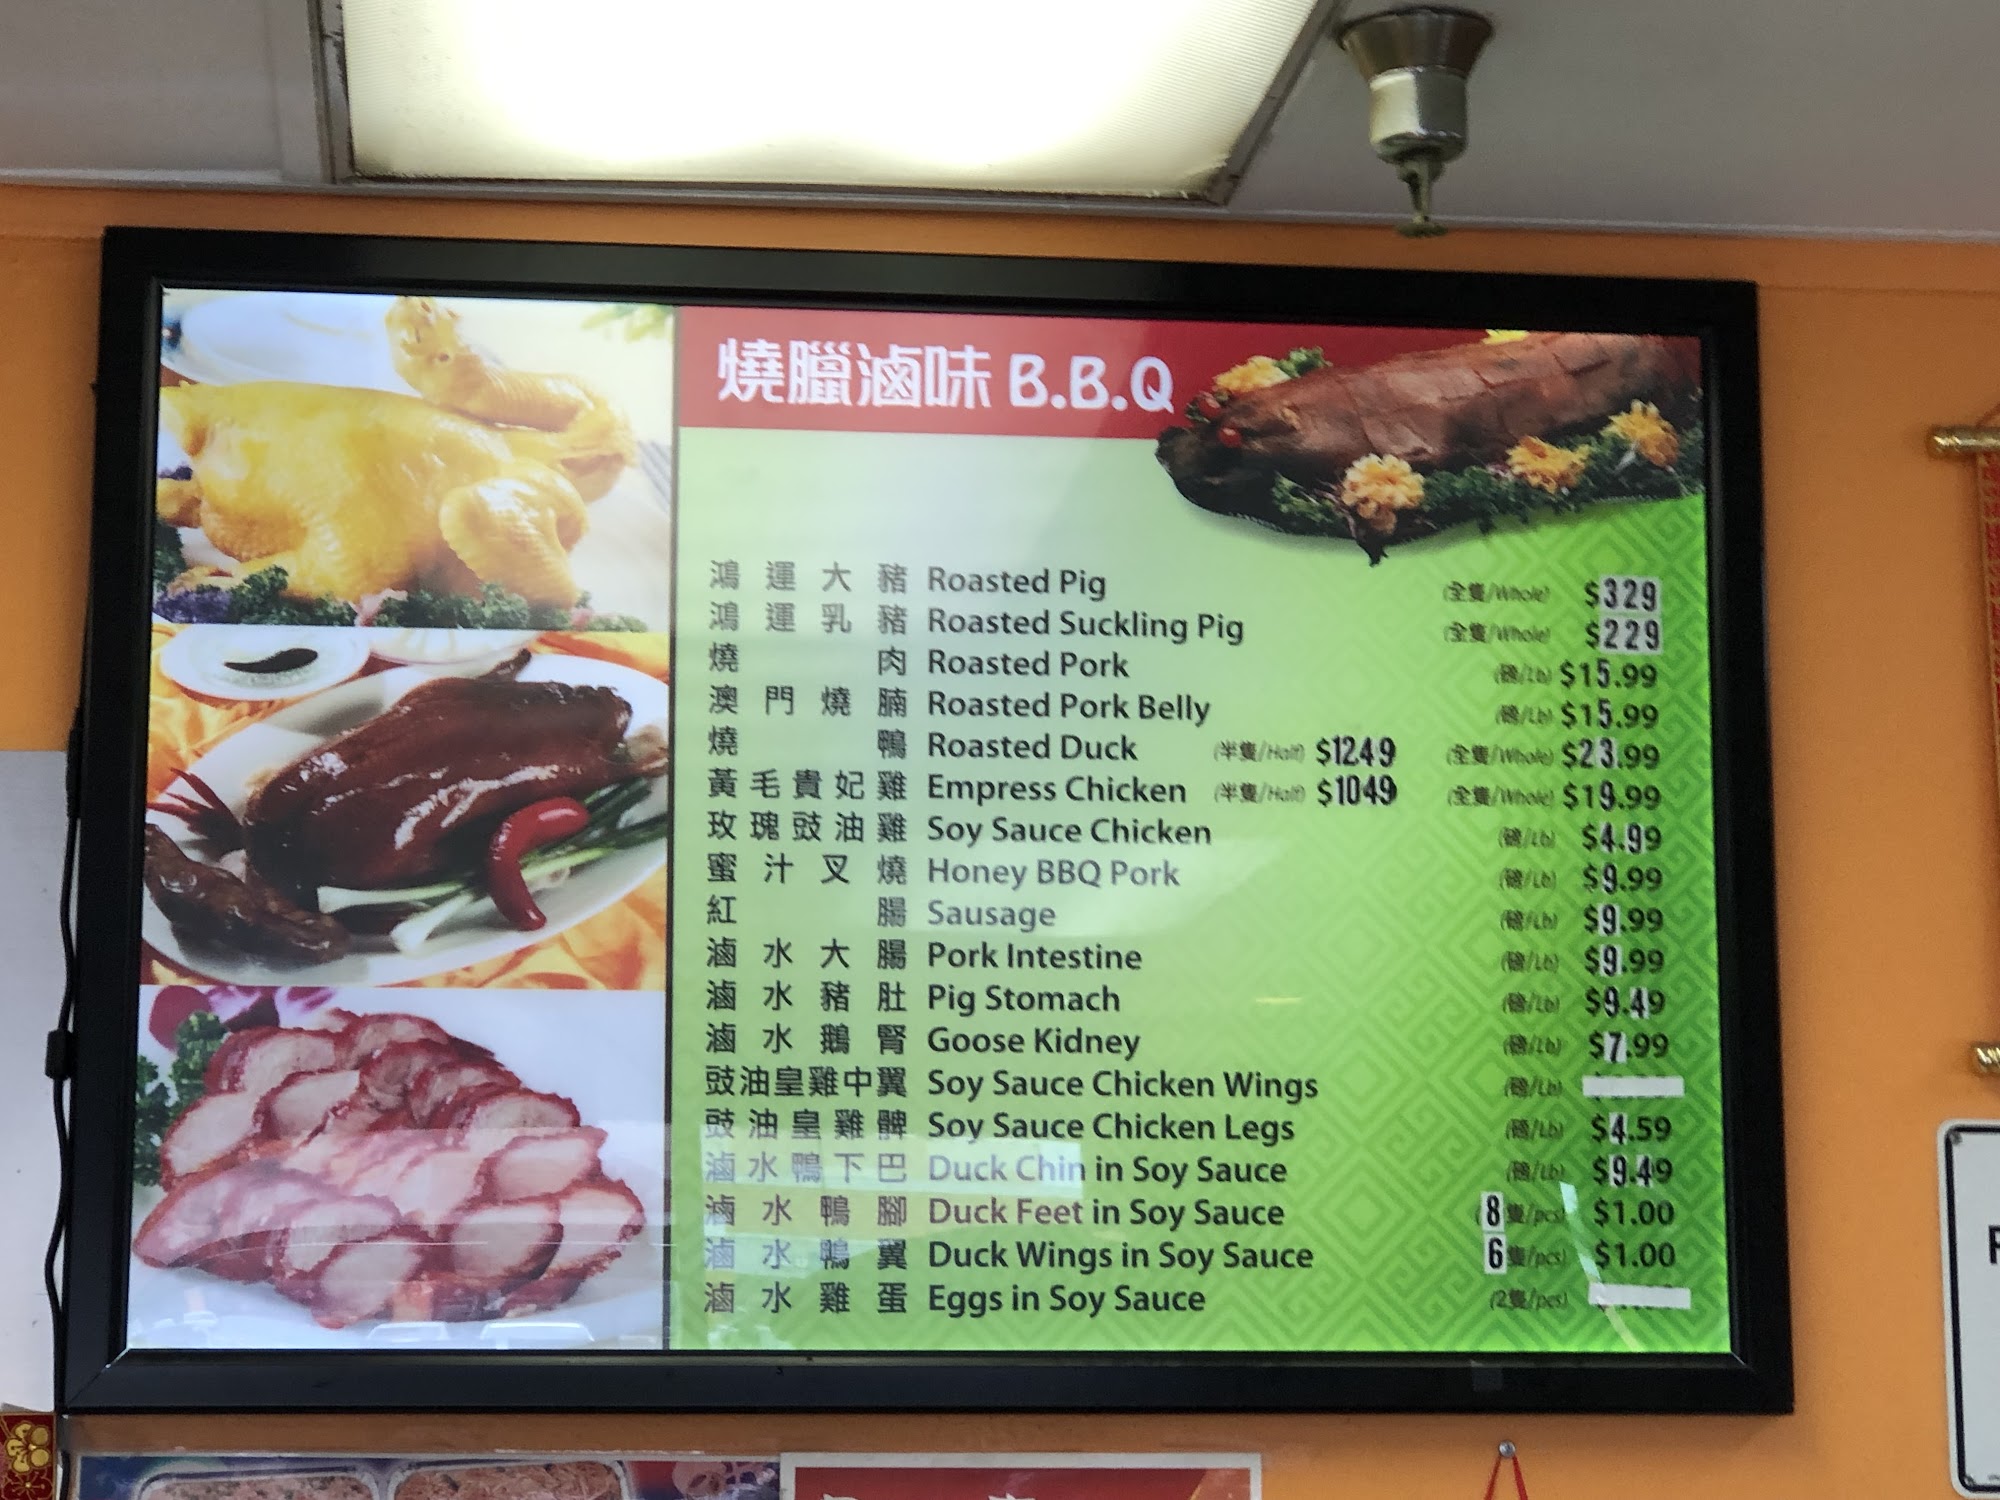 燒臘滷味 B.B.Q
鴻運大豬 Roasted Pig (全隻/Whole) $329
鴻運乳豬 Roasted Suckling Pig (全隻/Whole) $229
燒肉 Roasted Pork (磅/Lb) $15.99
澳門燒腩 Roasted Pork Belly (磅/Lb) $15.99
燒鴨 Roasted Duck (半隻/Half) $1249 (全隻/Whole) $23.99
黃毛貴妃雞 Empress Chicken (半隻/Half) $1049 (全隻/Whole) $19.99
玫瑰豉油雞 Soy Sauce Chicken (磅/Lb) $4.99
蜜汁叉燒 Honey BBQ Pork (磅/Lb) $9.99
紅腸 Sausage (磅/Lb) $9.99
滷水大腸 Pork Intestine (磅/Lb) $9.99
滷水豬肚 Pig Stomach (磅/Lb) $9.49
滷水鵝腎 Goose Kidney (磅/Lb) $7.99
豉油皇雞中翼 Soy Sauce Chicken Wings (磅/Lb)
豉油皇雞髀 Soy Sauce Chicken Legs (磅/Lb) $4.59
滷水鴨下巴 Duck Chin in Soy Sauce (磅/Lb) $9.49
滷水鴨腳 Duck Feet in Soy Sauce (8隻/pcs) $1.00
滷水鴨翼 Duck Wings in Soy Sauce 6隻/pcs) $1.00
滷水雞蛋 Eggs in Soy Sauce (2隻/pcs)